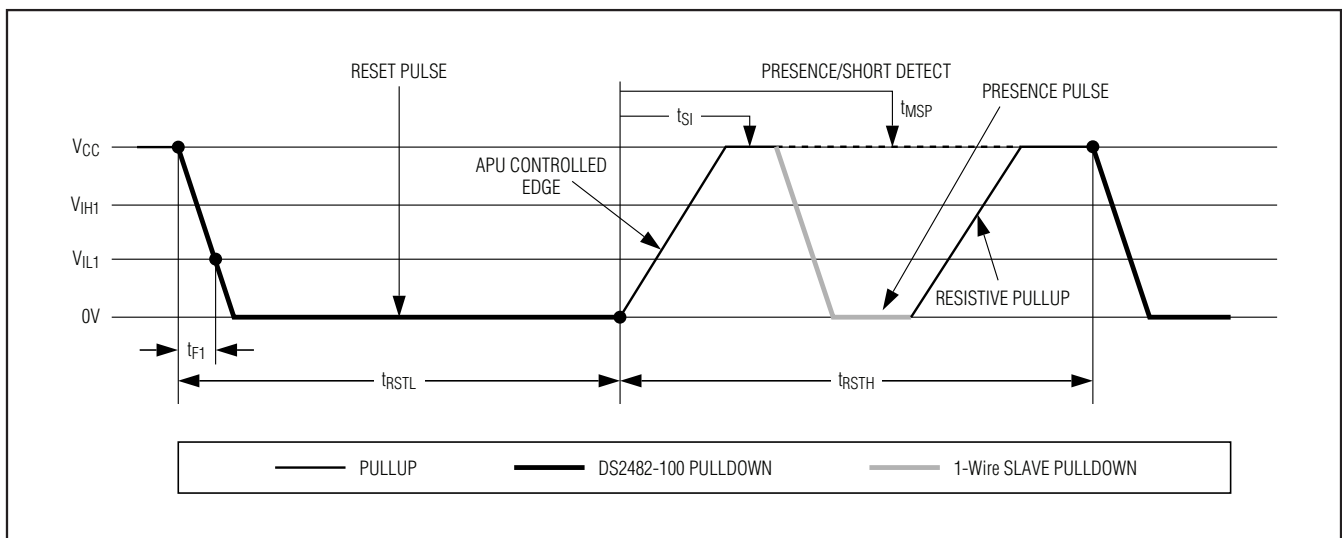 RESET PULSE
PRESENCE/SHORT DETECT
PRESENCE PULSE
tMSP
tSI
VCC
APU CONTROLLED
EDGE
VIH1
VIL1
RESISTIVE PULLUP
0V
tF1
tRSTL
tRSTH
PULLUP
DS2482-100 PULLDOWN
1-Wire SLAVE PULLDOWN